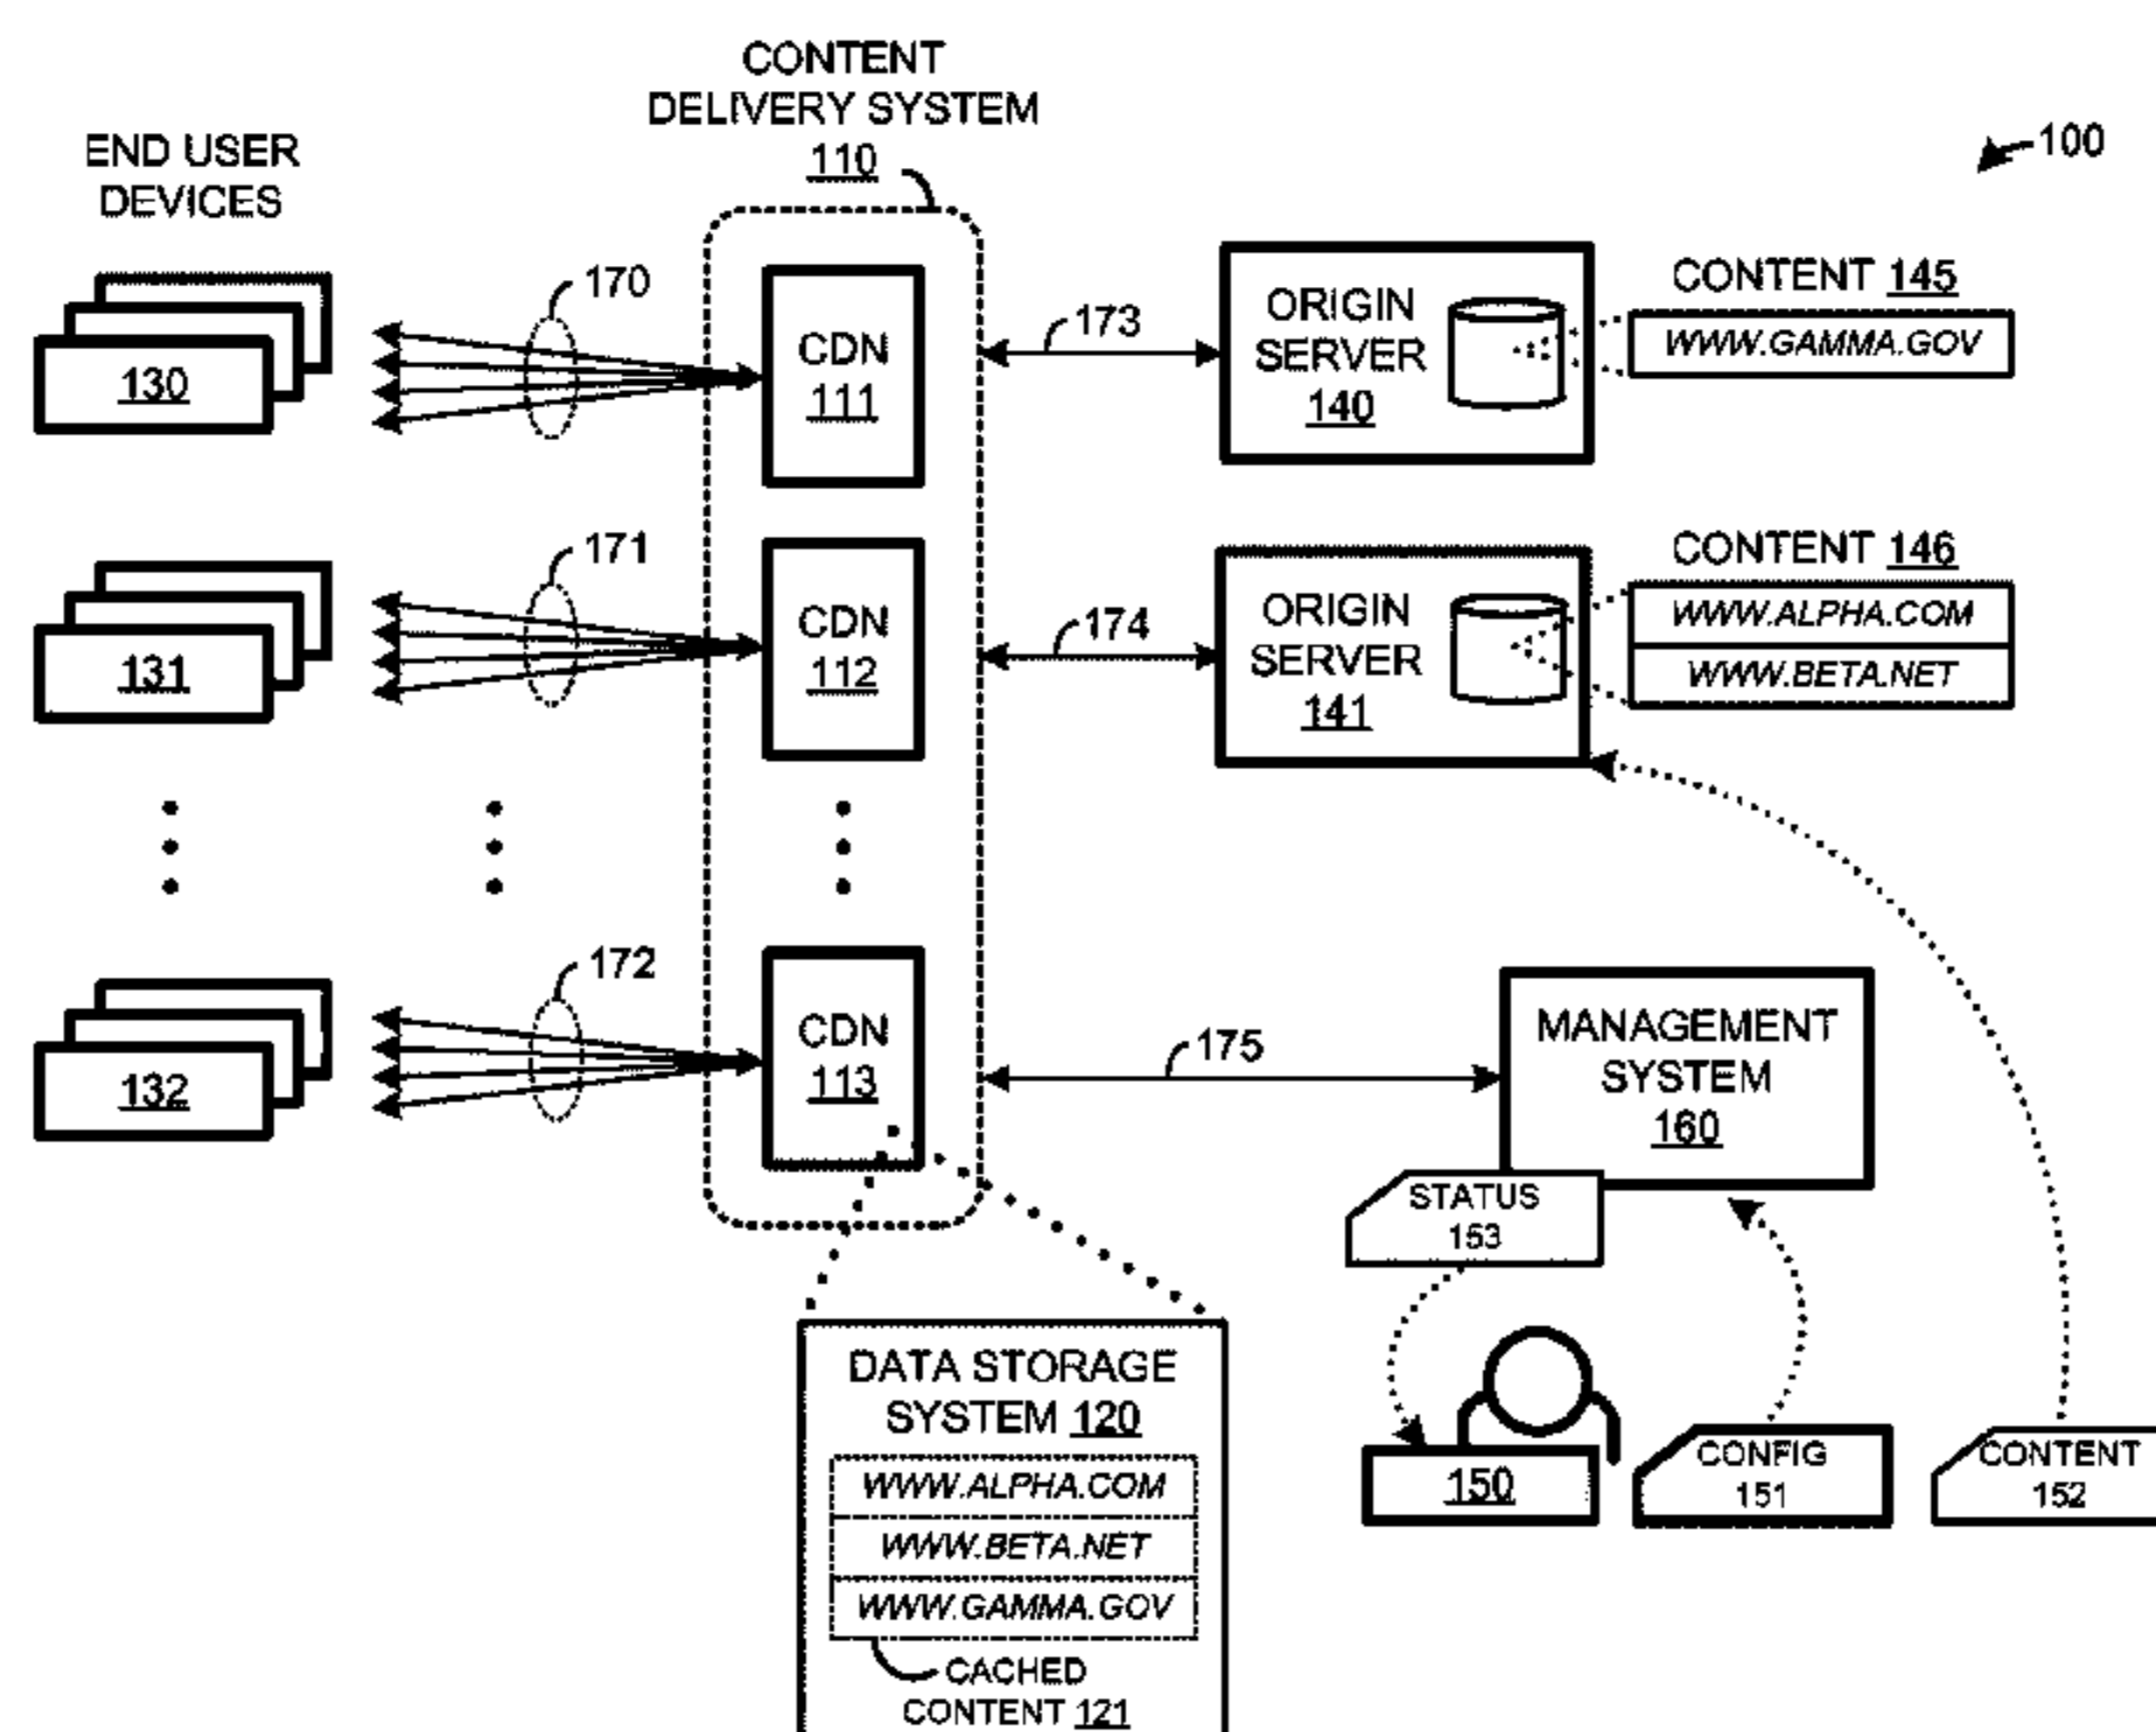 CONTENT
DELIVERY SYSTEM
110
100
END USER
DEVICES
170
130
CDN
111
173
ORIGIN
SERVER
140
CONTENT 145
WWW.GAMMA.GOV
171
131
CDN
112
174
ORIGIN
SERVER
141
CONTENT 146
WWW.ALPHA.COM
WWW.BETA.NET
172
132
CDN
113
175
MANAGEMENT
SYSTEM
160
STATUS
153
DATA STORAGE
SYSTEM 120
WWW.ALPHA.COM
WWW.BETA.NET
WWW.GAMMA.GOV
CACHED
CONTENT 121
150
CONFIG
151
CONTENT
152